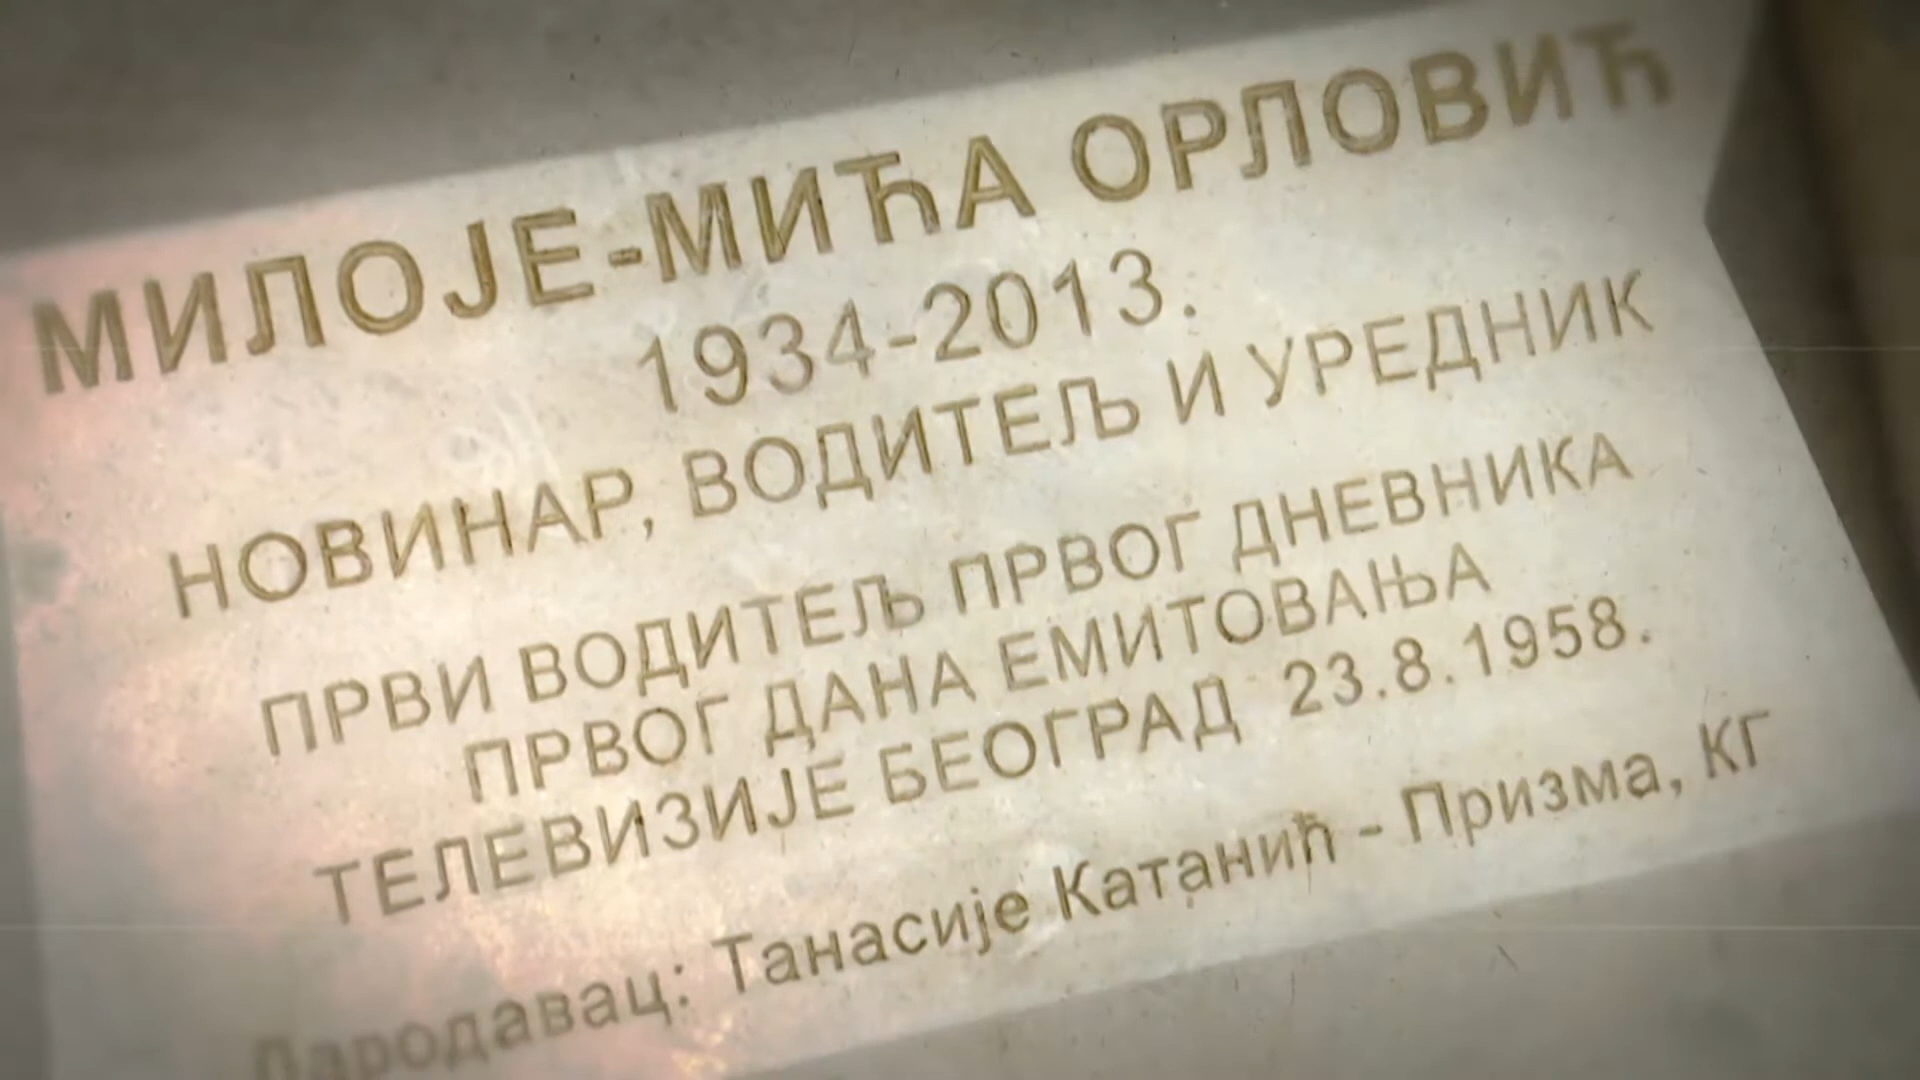 МИЛОЈЕ-МИЋА ОРЛОВИЋ
1934-2013.
НОВИНАР, ВОДИТЕЉ И УРЕДНИК
ПРВИ ВОДИТЕЉ ПРВОГ ДНЕВНИКА
ПРВОГ ДАНА ЕМИТОВАЊА
ТЕЛЕВИЗИЈЕ БЕОГРАД 23.8.1958.
Дародавац: Танасије Катанић - Призма, КГ